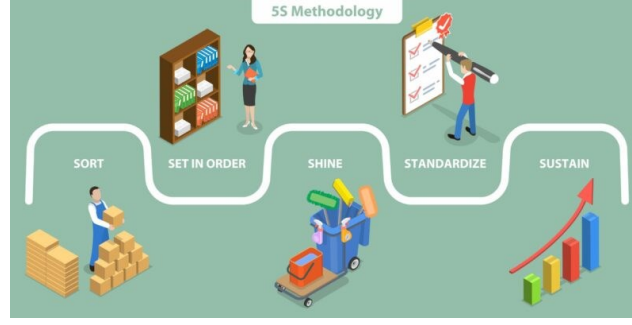 5S Methodology
SORT
SET IN ORDER
SHINE
STANDARDIZE
SUSTAIN